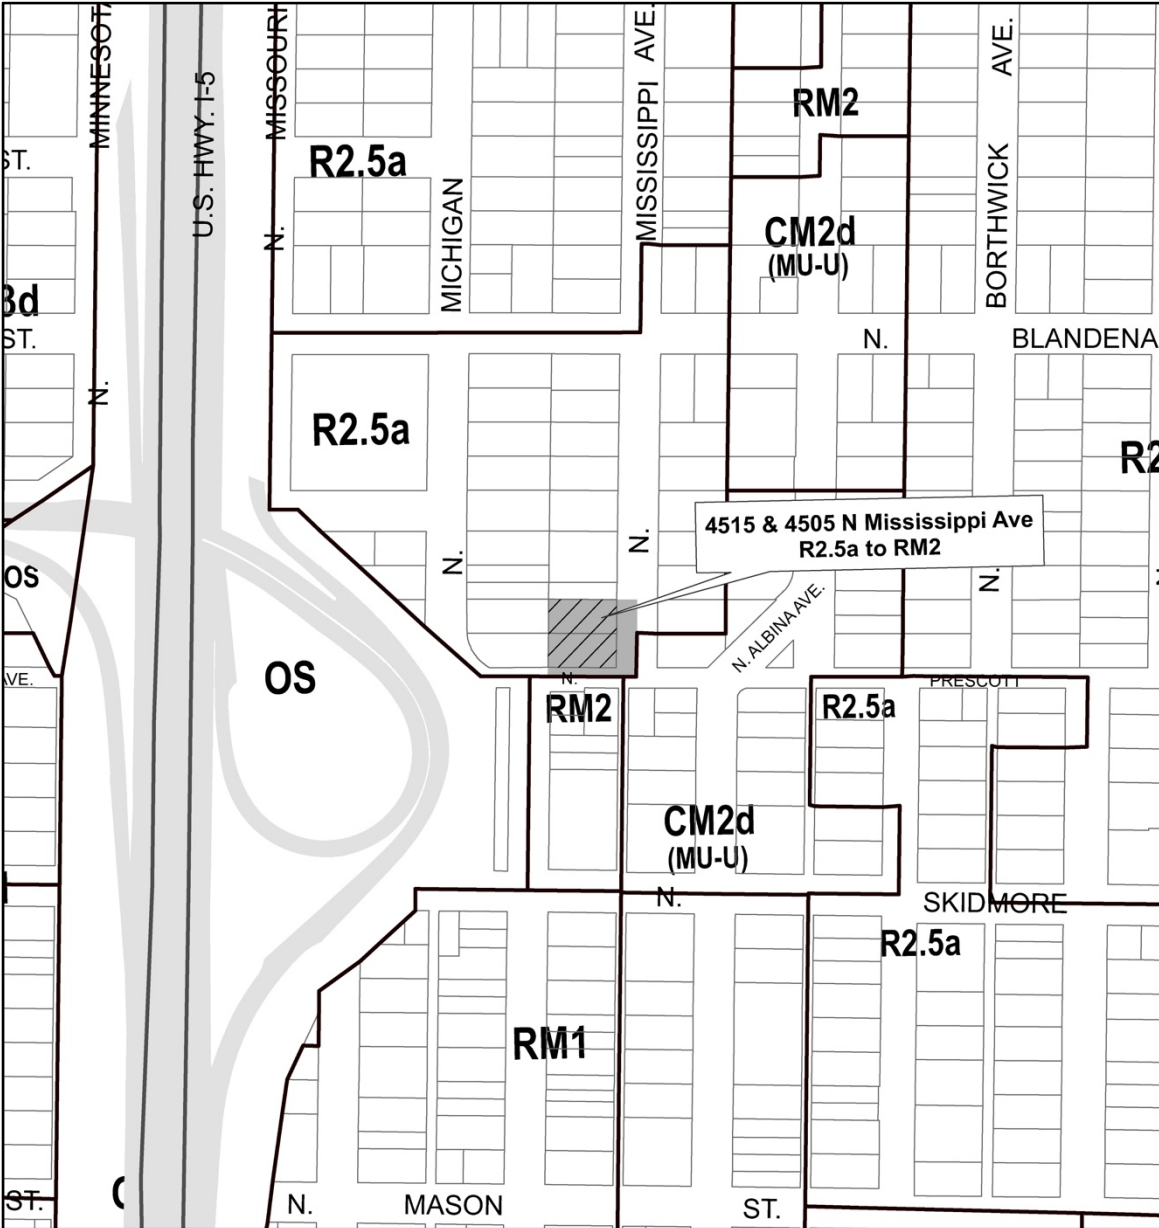 MINNESOTA
U.S. HWY. I-5
MISSOURI
N.
MICHIGAN
MISSISSIPPI AVE.
BORTHWICK AVE.
RM2
ST.
R2.5a
CM2d
(MU-U)
ST.
N. BLANDENA
N.
R2.5a
4515 & 4505 N Mississippi Ave
R2.5a to RM2
N.
N.
N.
OS
N. ALBINA AVE.
OS
AVE.
N.
PRESCOTT
RM2
R2.5a
CM2d
(MU-U)
N. SKIDMORE
R2.5a
RM1
ST.
N. MASON ST.